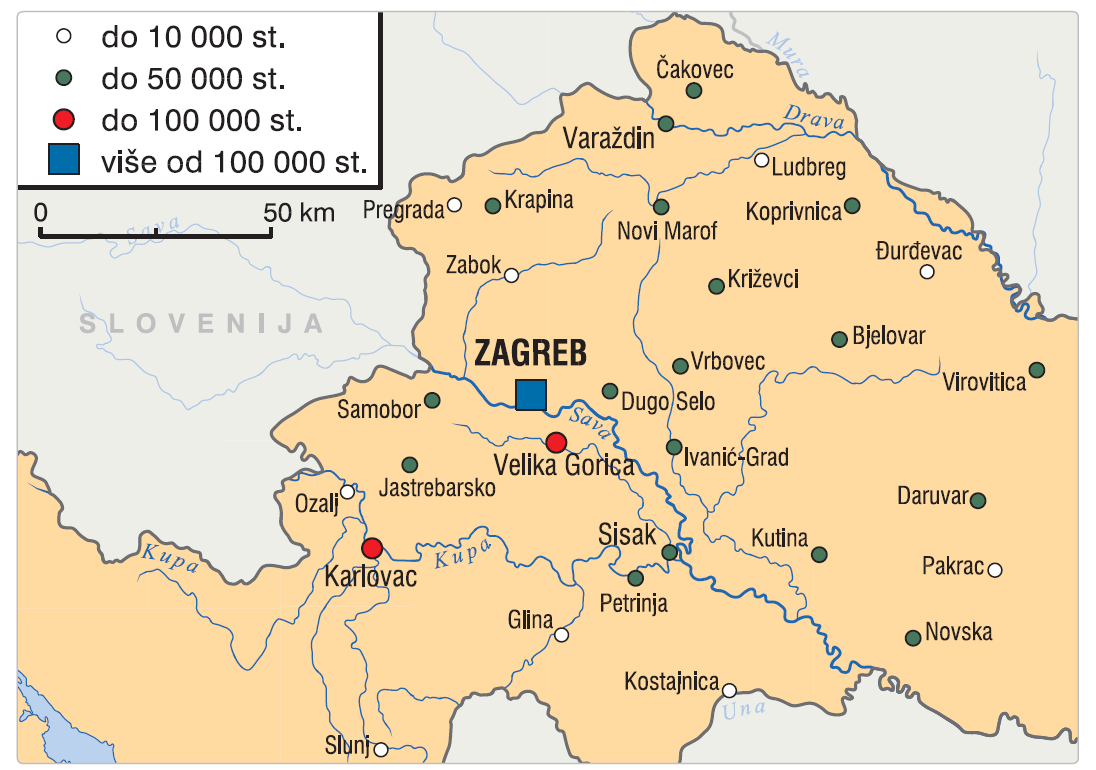 do 10 000 st.
do 50 000 st.
do 100 000 st.
više od 100 000 st.
0
50 km
Sava
SLOVENIJA
Mura
Čakovec
Drava
Varaždin
Ludbreg
Pregrada
Krapina
Novi Marof
Koprivnica
Zabok
Đurđevac
Križevci
Bjelovar
ZAGREB
Vrbovec
Virovitica
Samobor
Dugo Selo
Sava
Velika Gorica
Ivanić-Grad
Jastrebarsko
Ozalj
Daruvar
Kupa
Kupa
Sisak
Kutina
Karlovac
Pakrac
Petrinja
Glina
Novska
Kostajnica
Una
Slunj